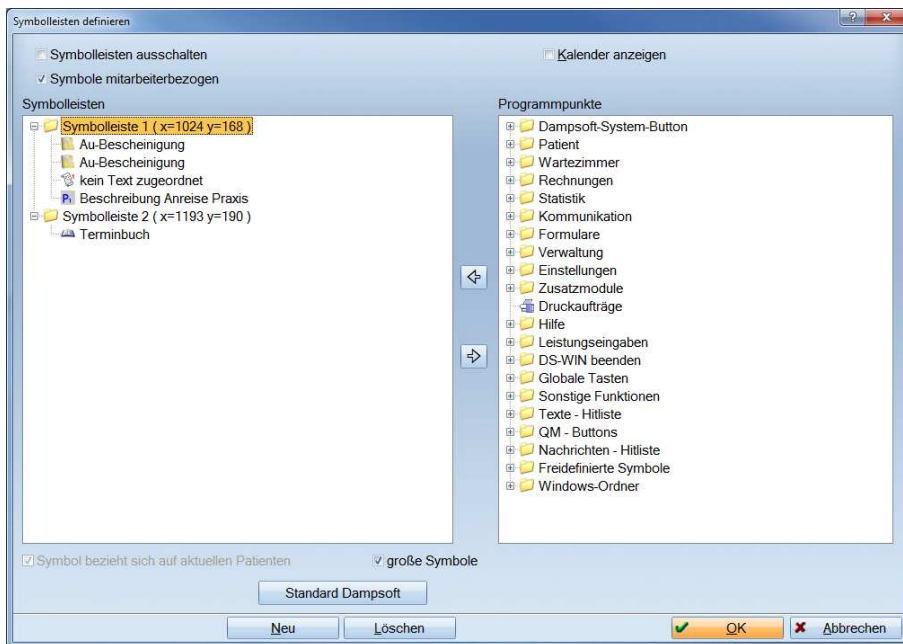 Symbolleisten definieren
Symbolleisten ausschalten
Kalender anzeigen
Symbole mitarbeiterbezogen
Symbolleisten
Programmpunkte
Symbolleiste 1 ( x=1024 y=168 )
Au-Bescheinigung
Au-Bescheinigung
kein Text zugeordnet
Beschreibung Anreise Praxis
Symbolleiste 2 ( x=1193 y=190 )
Terminbuch
Dampsoft-System-Button
Patient
Wartezimmer
Rechnungen
Statistik
Kommunikation
Formulare
Verwaltung
Einstellungen
Zusatzmodule
Druckaufträge
Hilfe
Leistungseingaben
DS-WIN beenden
Globale Tasten
Sonstige Funktionen
Texte - Hitliste
QM - Buttons
Nachrichten - Hitliste
Freidefinierte Symbole
Windows-Ordner
Symbol bezieht sich auf aktuellen Patienten
große Symbole
Standard Dampsoft
Neu
Löschen
OK
Abbrechen